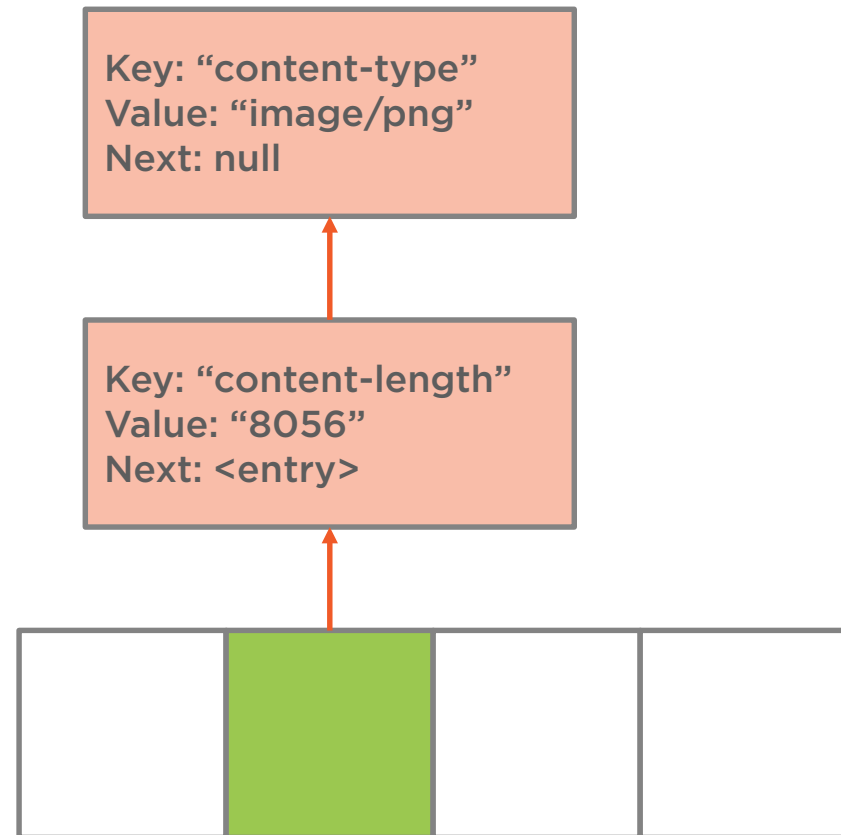 Key: “content-type”
Value: “image/png”
Next: null
Key: “content-length”
Value: “8056”
Next: <entry>